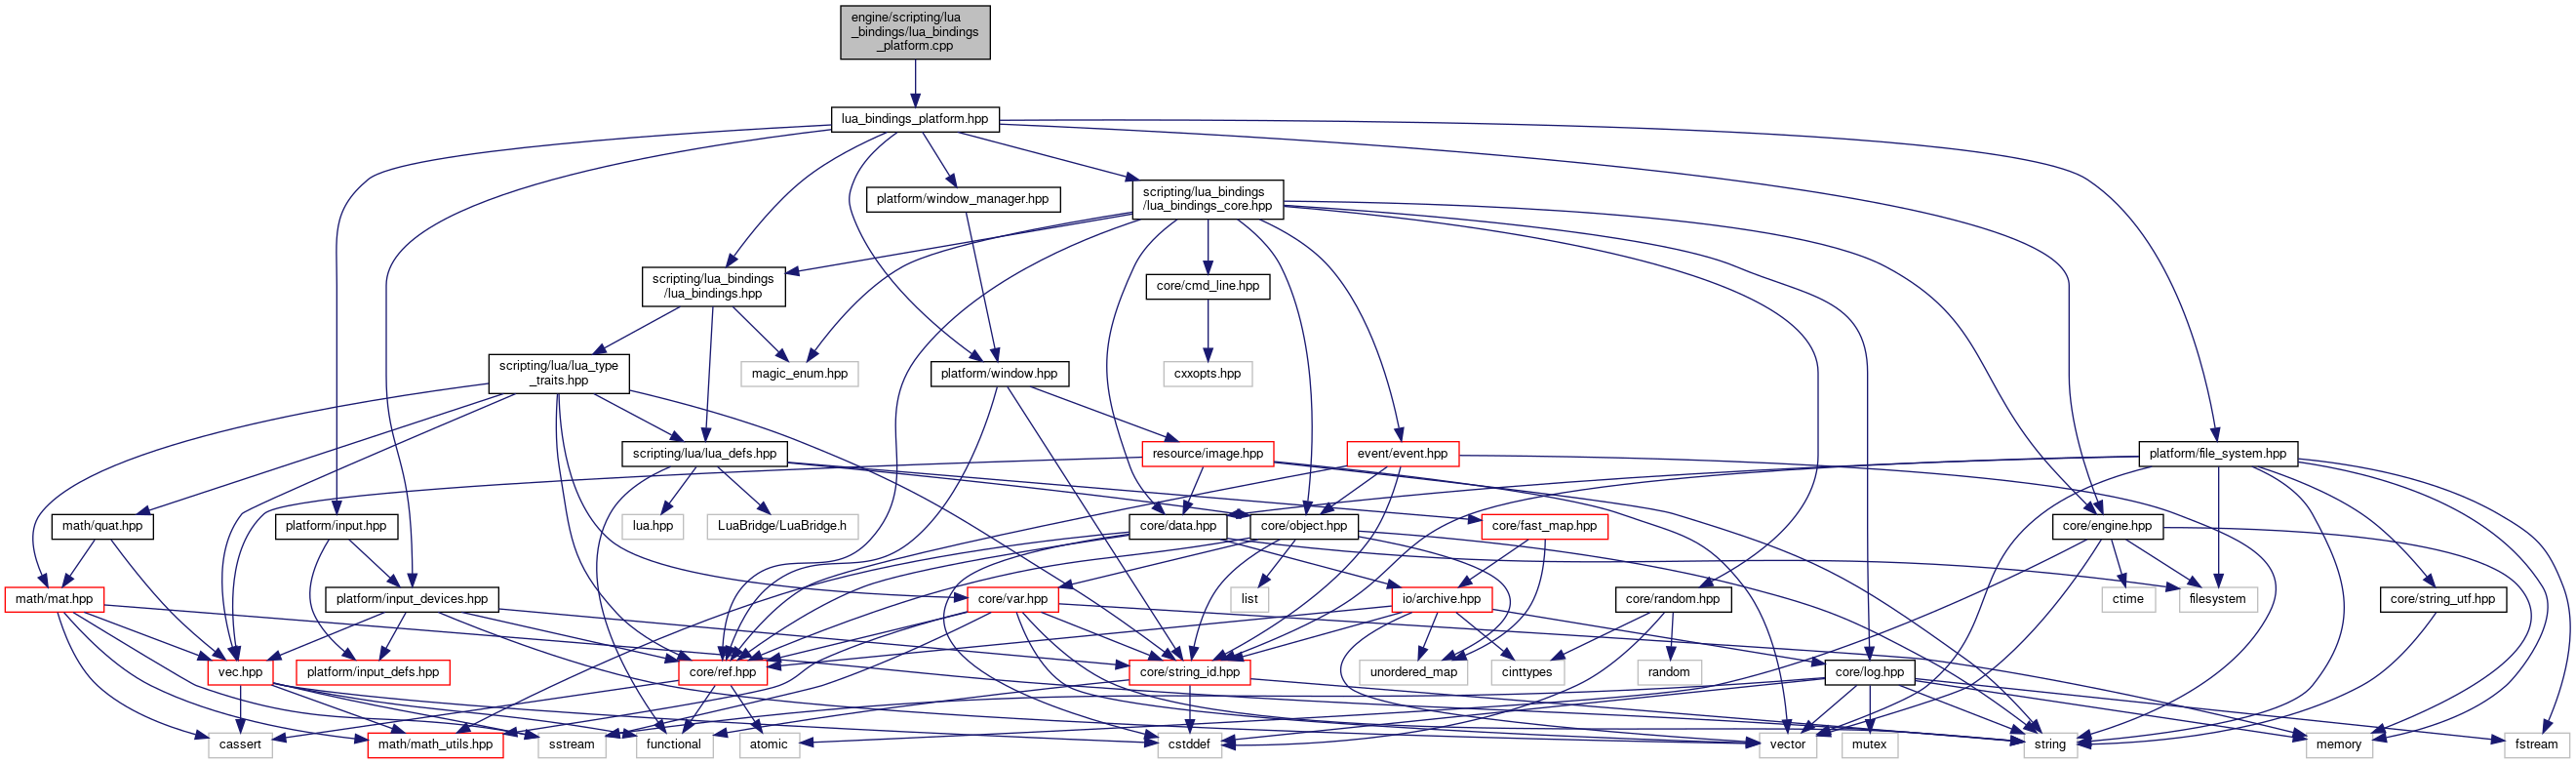 engine/scripting/lua
_bindings/lua_bindings
_platform.cpp
lua_bindings_platform.hpp
platform/window_manager.hpp
scripting/lua_bindings
/lua_bindings_core.hpp
scripting/lua_bindings
/lua_bindings.hpp
core/cmd_line.hpp
scripting/lua/lua_type
_traits.hpp
magic_enum.hpp
platform/window.hpp
cxxopts.hpp
scripting/lua/lua_defs.hpp
resource/image.hpp
event/event.hpp
platform/file_system.hpp
math/quat.hpp
platform/input.hpp
lua.hpp
LuaBridge/LuaBridge.h
core/data.hpp
core/object.hpp
core/fast_map.hpp
core/engine.hpp
math/mat.hpp
platform/input_devices.hpp
core/var.hpp
list
io/archive.hpp
core/random.hpp
ctime
filesystem
core/string_utf.hpp
vec.hpp
platform/input_defs.hpp
core/ref.hpp
core/string_id.hpp
unordered_map
cinttypes
random
core/log.hpp
cassert
math/math_utils.hpp
sstream
functional
atomic
cstddef
vector
mutex
string
memory
fstream